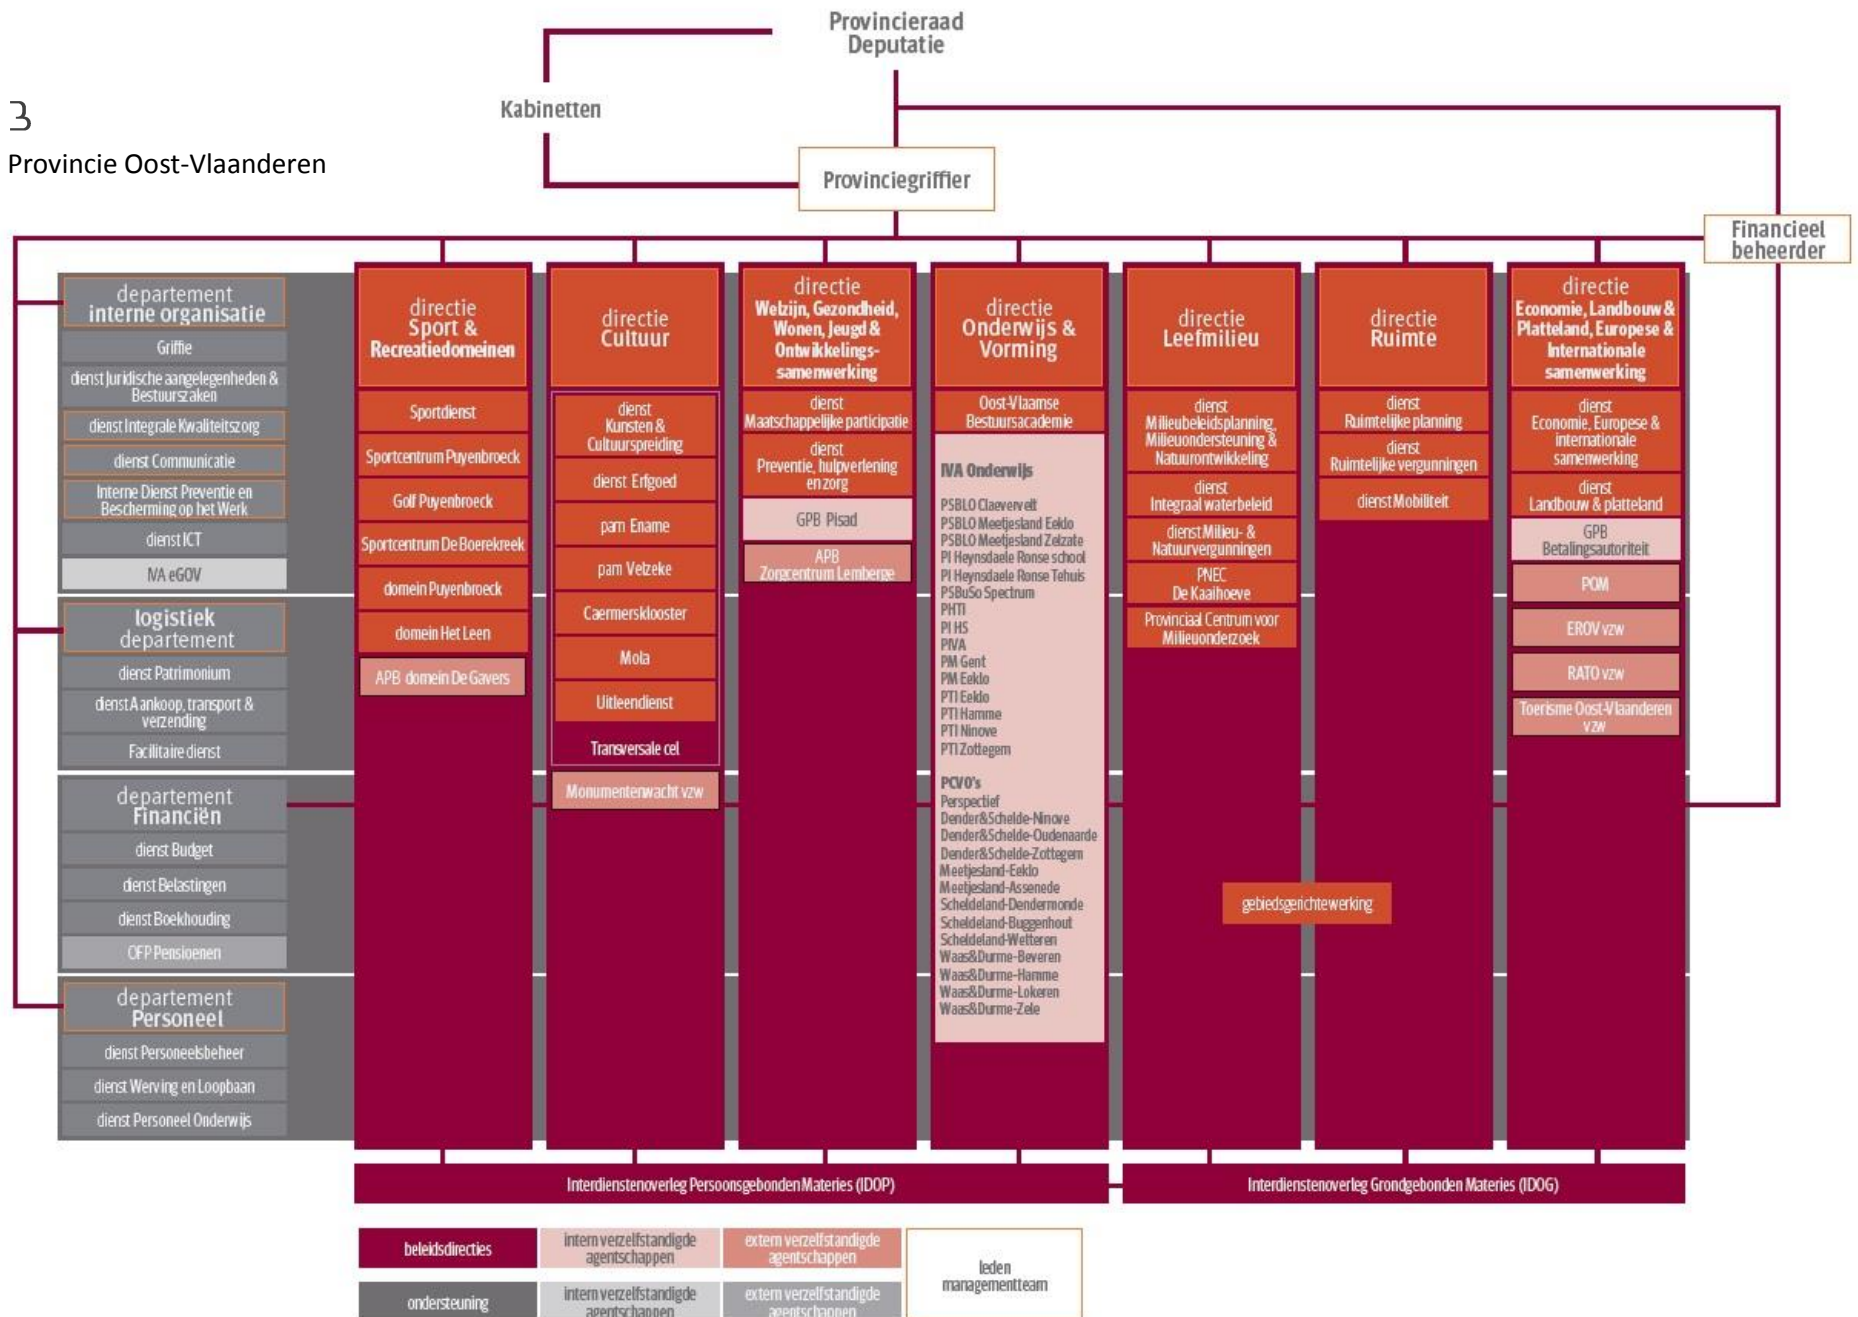 Provincieraad
Deputatie
Kabinetten
3
Provincie Oost-Vlaanderen
Provinciegriffier
Financieel
beheerder
departement
interne organisatie
Griffie
dienst Juridische aangelegenheden &
Bestuurszaken
dienst Integrale Kwaliteitszorg
dienst Communicatie
Interne Dienst Preventie en
Bescherming op het Werk
dienst ICT
IVA eGOV
logistiek
departement
dienst Patrimonium
dienst Aankoop, transport &
verzending
Facilitaire dienst
departement
Financiën
dienst Budget
dienst Belastingen
dienst Boekhouding
OFP Pensioenen
departement
Personeel
dienst Personeelsbeheer
dienst Werving en Loopbaan
dienst Personeel Onderwijs
directie
Sport &
Recreatiedomeinen
Sportdienst
Sportcentrum Puyenbroeck
Golf Puyenbroeck
Sportcentrum De Boerekreek
domein Puyenbroeck
domein Het Leen
APB domein De Gavers
directie
Cultuur
dienst
Kunsten &
Cultuurspreiding
dienst Erfgoed
pam Ename
pam Velzeke
Caermersklooster
Mola
Uitleendienst
Transversale cel
Monumentenwacht vzw
directie
Welzijn, Gezondheid,
Wonen, Jeugd &
Ontwikkelings-
samenwerking
dienst
Maatschappelijke participatie
dienst
Preventie, hulpverlening
en zorg
GPB Pisad
APB
Zorgcentrum Lemberge
directie
Onderwijs &
Vorming
Oost-Vlaamse
Bestuursacademie
IVA Onderwijs
PSBLO Claevervelt
PSBLO Meetjesland Eeklo
PSBLO Meetjesland Zelzate
PI Heynsdaele Ronse school
PI Heynsdaele Ronse Tehuis
PSBuSo Spectrum
PHTI
PI HS
PIVA
PM Gent
PM Eeklo
PTI Eeklo
PTI Hamme
PTI Ninove
PTI Zottegem
PCVO's
Perspectief
Dender&Schelde-Ninove
Dender&Schelde-Oudenaarde
Dender&Schelde-Zottegem
Meetjesland-Eeklo
Meetjesland-Assenede
Scheldeland-Dendermonde
Scheldeland-Buggenhout
Scheldeland-Wetteren
Waas&Durme-Beveren
Waas&Durme-Hamme
Waas&Durme-Lokeren
Waas&Durme-Zele
directie
Leefmilieu
dienst
Milieubeleidsplanning,
Milieuondersteuning &
Natuurontwikkeling
dienst
Integraal waterbeleid
dienst Milieu- &
Natuurvergunningen
PNEC
De Kaaihoeve
Provinciaal Centrum voor
Milieuonderzoek
directie
Ruimte
dienst
Ruimtelijke planning
dienst
Ruimtelijke vergunningen
dienst Mobiliteit
gebiedsgerichte werking
directie
Economie, Landbouw &
Platteland, Europese &
Internationale
samenwerking
dienst
Economie, Europese &
internationale
samenwerking
dienst
Landbouw & platteland
GPB
Betalingsautoriteit
POM
EROV vzw
RATO vzw
Toerisme Oost-Vlaanderen
vzw
Interdienstenoverleg Persoonsgebonden Materies (IDOP)
Interdienstenoverleg Grondgebonden Materies (IDOG)
beleidsdirecties
intern verzelfstandigde
agentschappen
extern verzelfstandigde
agentschappen
leden
managementteam
ondersteuning
intern verzelfstandigde
agentschappen
extern verzelfstandigde
agentschappen